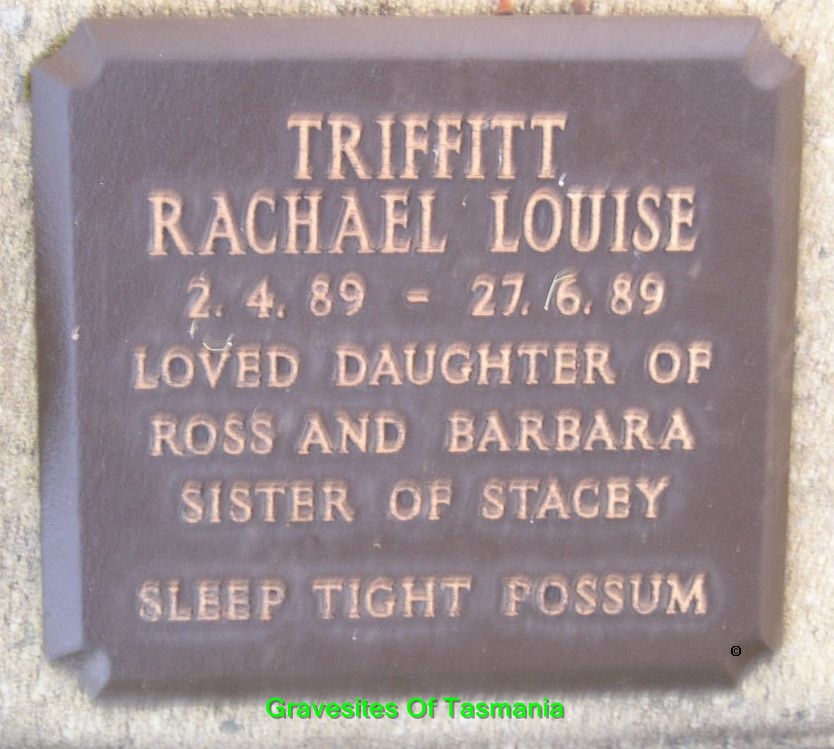 TRIFFITT
RACHAEL LOUISE
2. 4. 89 - 27. 6. 89
LOVED DAUGHTER OF
ROSS AND BARBARA
SISTER OF STACEY
SLEEP TIGHT POSSUM
©
Gravesites Of Tasmania